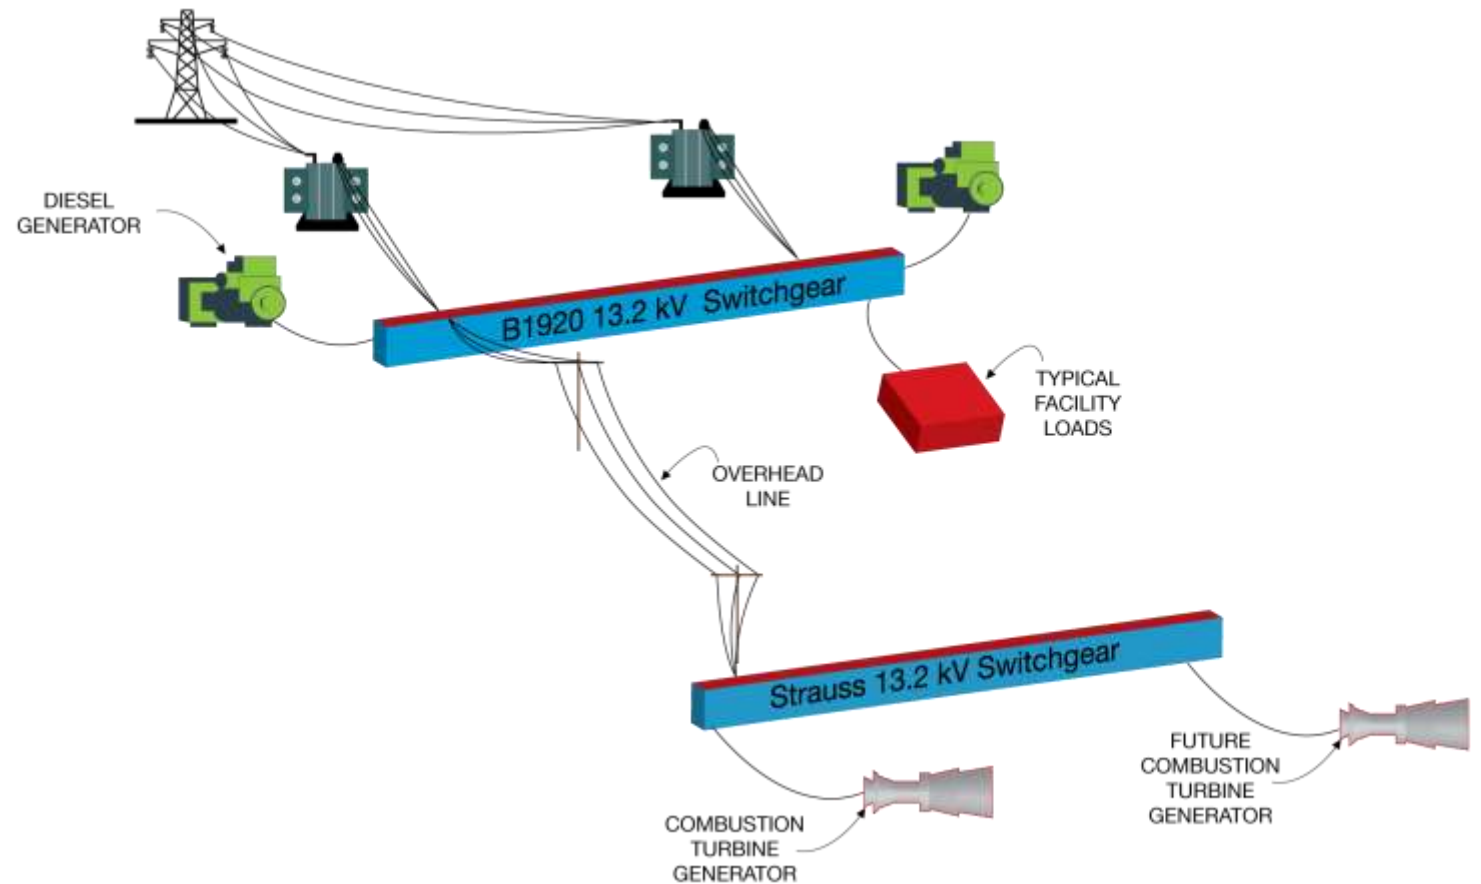 DIESEL
GENERATOR
B1920 13.2 kV Switchgear
TYPICAL
FACILITY
LOADS
OVERHEAD
LINE
Strauss 13.2 kV Switchgear
FUTURE
COMBUSTION
TURBINE
GENERATOR
COMBUSTION
TURBINE
GENERATOR